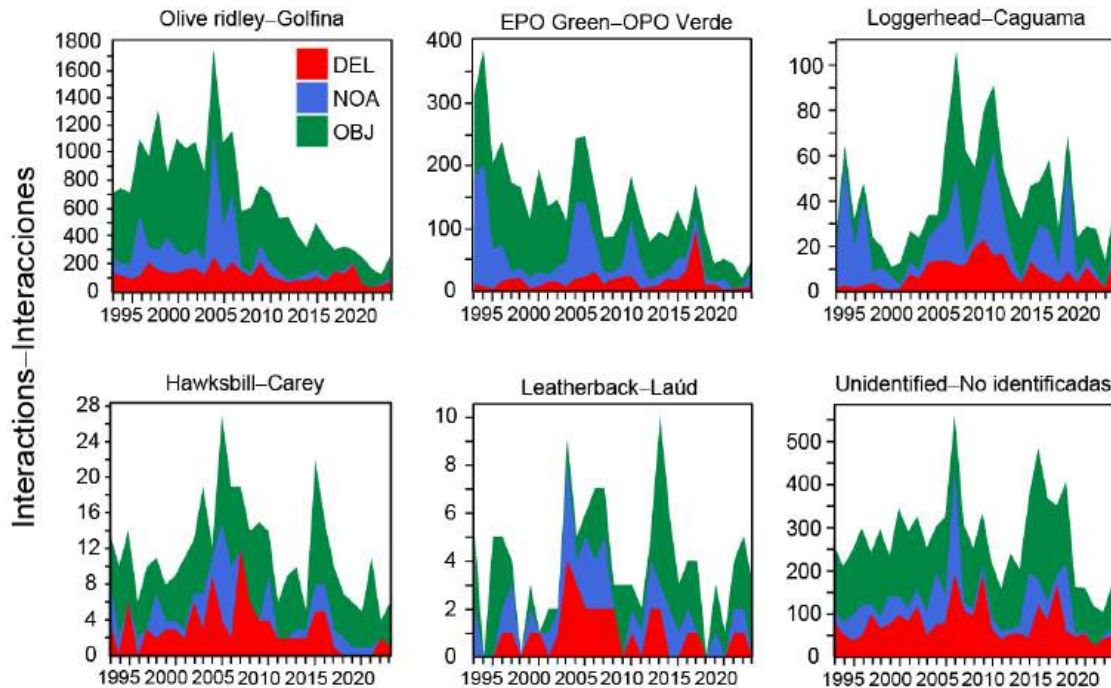 Interactions–Interacciones
Olive ridley–Golfina
1800
1600
1400
1200
1000
800
600
400
200
0
DEL
NOA
OBJ
1995 2000 2005 2010 2015 2020
EPO Green–OPO Verde
400
300
200
100
0
1995 2000 2005 2010 2015 2020
Loggerhead–Caguama
100
80
60
40
20
0
1995 2000 2005 2010 2015 2020
Hawksbill–Carey
28
24
20
16
12
8
4
0
1995 2000 2005 2010 2015 2020
Leatherback–Laúd
10
8
6
4
2
0
1995 2000 2005 2010 2015 2020
Unidentified–No identificadas
500
400
300
200
100
0
1995 2000 2005 2010 2015 2020